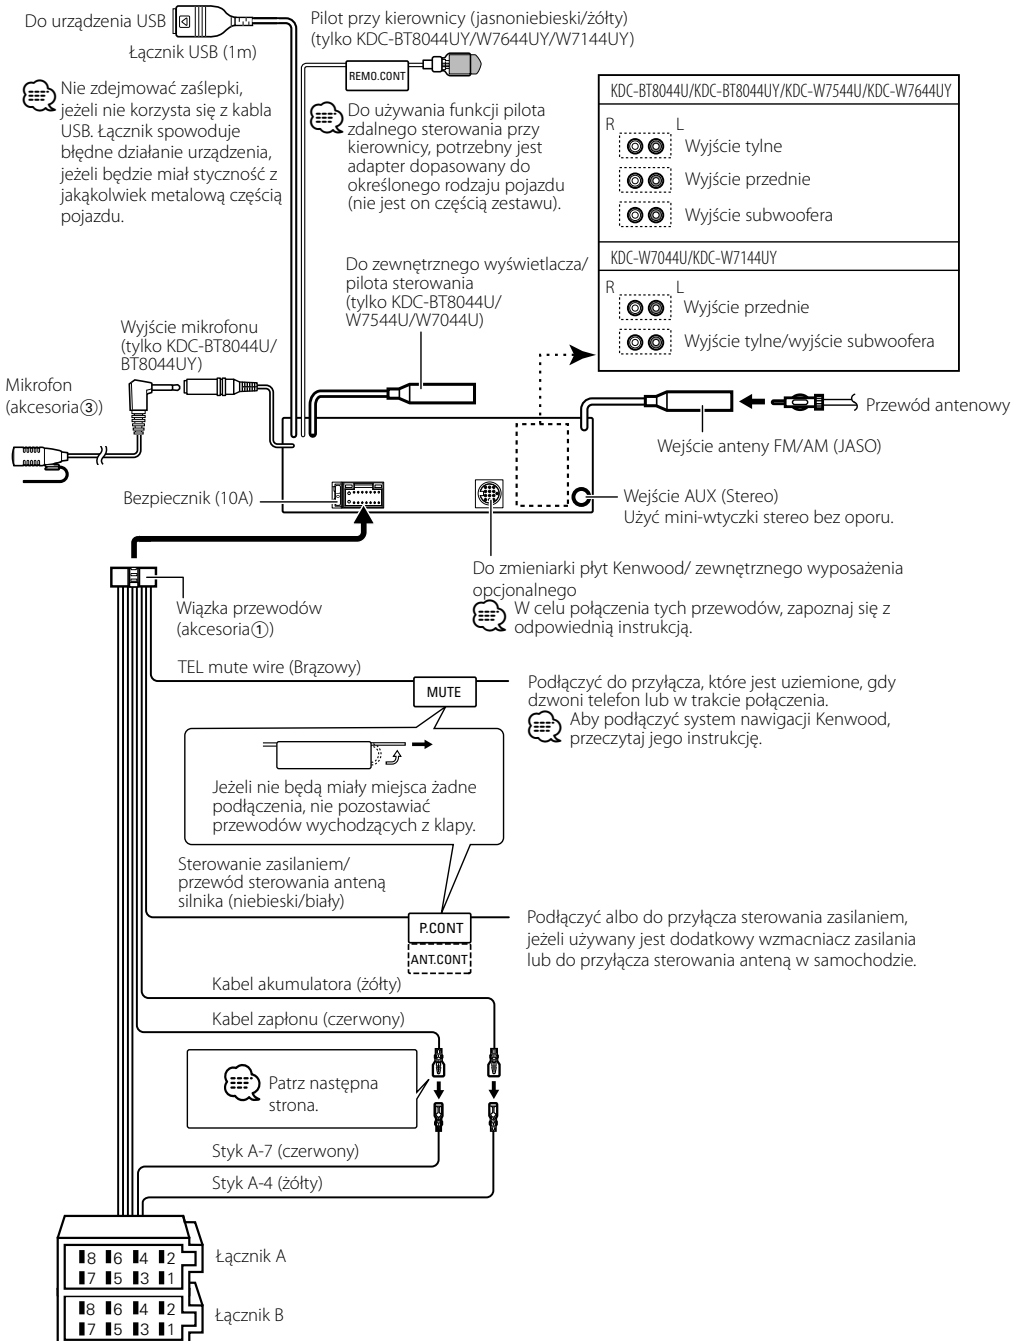 Do urządzenia USB
Łącznik USB (1m)
Nie zdejmować zaślepki,
jeżeli nie korzysta się z kabla
USB. Łącznik spowoduje
błędne działanie urządzenia,
jeżeli będzie miał styczność z
jakąkolwiek metalową częścią
pojazdu.
Pilot przy kierownicy (jasnoniebieski/żółty)
(tylko KDC-BT8044UY/W7644UY/W7144UY)
REMO.CONT
Do używania funkcji pilota
zdalnego sterowania przy
kierownicy, potrzebny jest
adapter dopasowany do
określonego rodzaju pojazdu
(nie jest on częścią zestawu).
KDC-BT8044U/KDC-BT8044UY/KDC-W7544U/KDC-W7644UY
R L
Wyjście tylne
Wyjście przednie
Wyjście subwoofera
KDC-W7044U/KDC-W7144UY
R L
Wyjście przednie
Wyjście tylne/wyjście subwoofera
Do zewnętrznego wyświetlacza/
pilota sterowania
(tylko KDC-BT8044U/
W7544U/W7044U)
Wyjście mikrofonu
(tylko KDC-BT8044U/
BT8044UY)
Mikrofon
(akcesoria③)
Przewód antenowy
Wejście anteny FM/AM (JASO)
Bezpiecznik (10A)
Wejście AUX (Stereo)
Użyć mini-wtyczki stereo bez oporu.
Do zmieniarki płyt Kenwood/ zewnętrznego wyposażenia
opcjonalnego
W celu połączenia tych przewodów, zapoznaj się z
odpowiednią instrukcją.
Wiązka przewodów
(akcesoria①)
TEL mute wire (Brązowy)
MUTE
Podłączyć do przyłącza, które jest uziemione, gdy
dzwoni telefon lub w trakcie połączenia.
Aby podłączyć system nawigacji Kenwood,
przeczytaj jego instrukcję.
Jeżeli nie będą miały miejsca żadne
podłączenia, nie pozostawiać
przewodów wychodzących z klapy.
Sterowanie zasilaniem/
przewód sterowania anteną
silnika (niebieski/biały)
P.CONT
ANT.CONT
Podłączyć albo do przyłącza sterowania zasilaniem,
jeżeli używany jest dodatkowy wzmacniacz zasilania
lub do przyłącza sterowania anteną w samochodzie.
Kabel akumulatora (żółty)
Kabel zapłonu (czerwony)
Patrz następna
strona.
Styk A-7 (czerwony)
Styk A-4 (żółty)
8 6 4 2
7 5 3 1
Łącznik A
8 6 4 2
7 5 3 1
Łącznik B